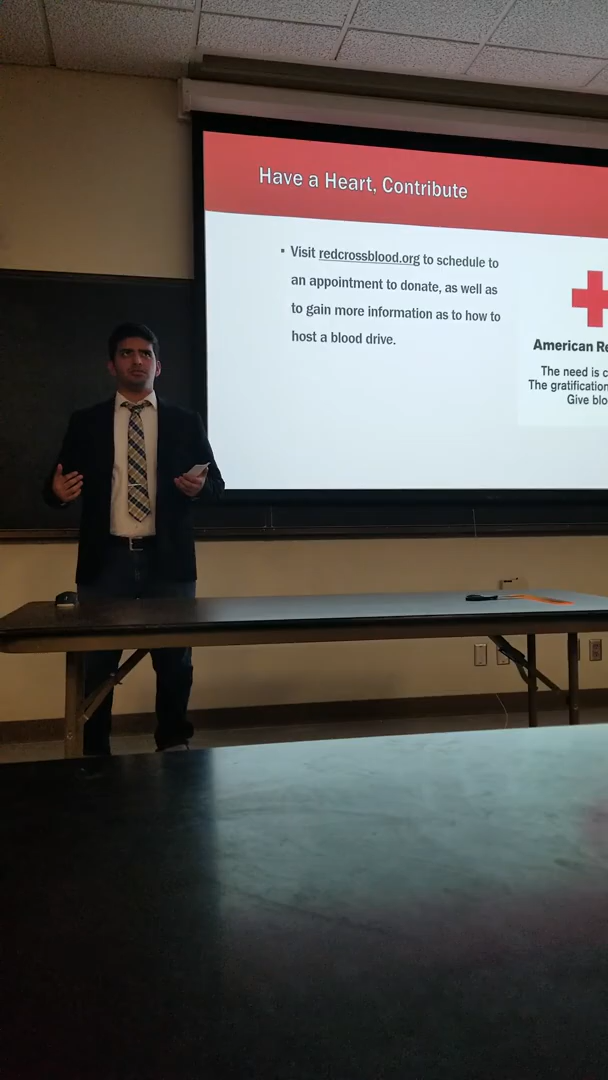 Have a Heart, Contribute
▪ Visit redcrossblood.org to schedule to
an appointment to donate, as well as
to gain more information as to how to
host a blood drive.
American Re
The need is c
The gratification
Give blo